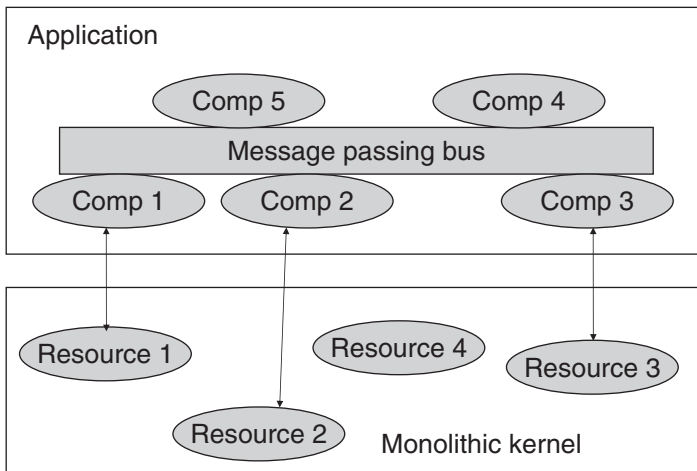 Application
Comp 5
Comp 4
Message passing bus
Comp 1
Comp 2
Comp 3
Resource 1
Resource 4
Resource 3
Resource 2
Monolithic kernel